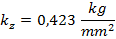 k_z = 0,423 kg/mm²